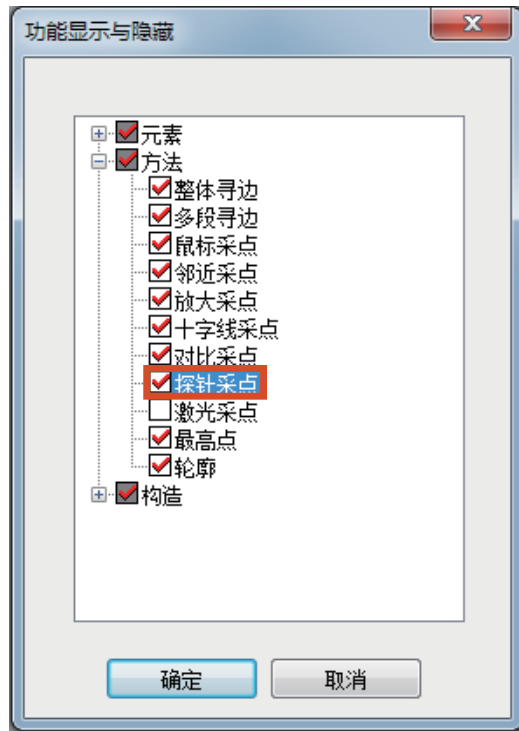 功能显示与隐藏
元素
方法
整体寻边
多段寻边
鼠标采点
邻近采点
放大采点
十字线采点
对比采点
探针采点
激光采点
最高点
轮廓
构造
确定
取消